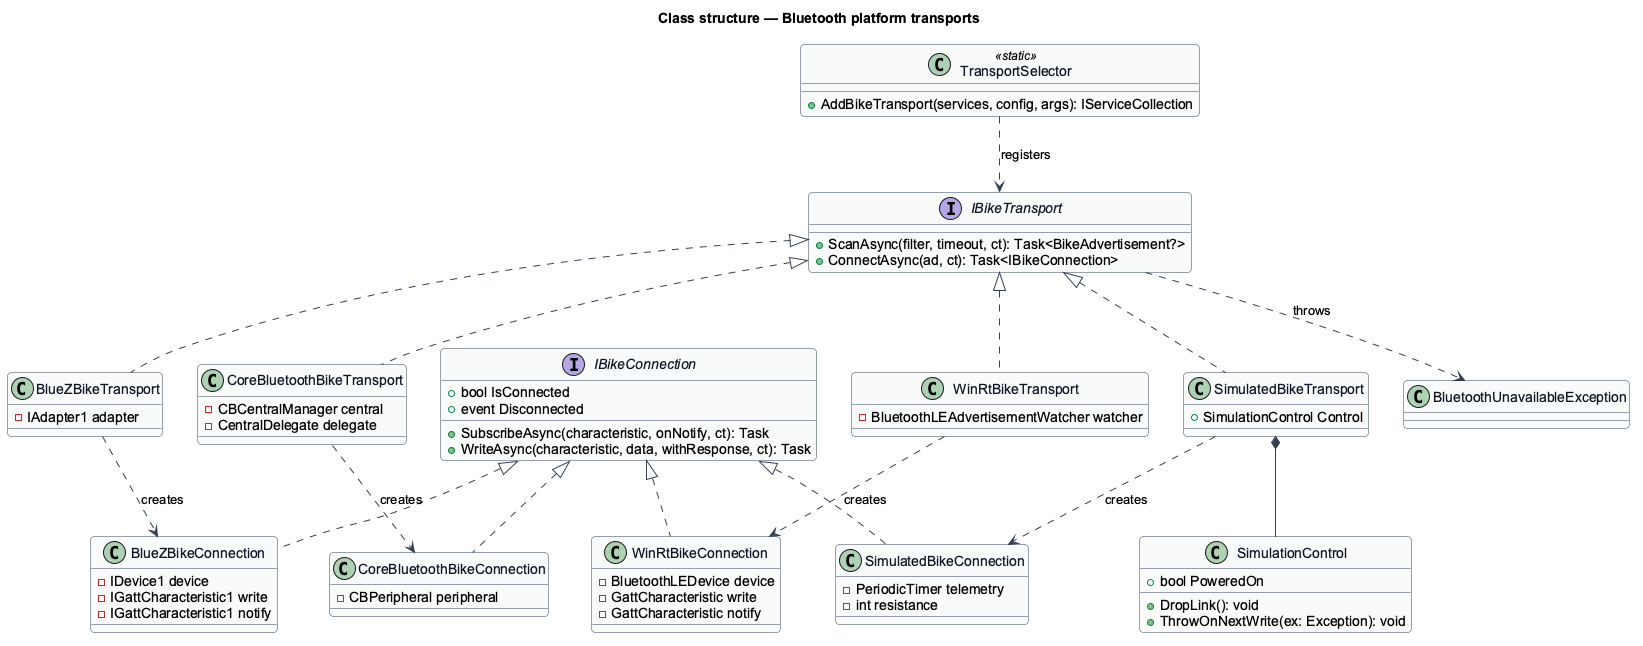 Class structure — Bluetooth platform transports
«static»
C TransportSelector
AddBikeTransport(services, config, args): IServiceCollection
registers
I IBikeTransport
ScanAsync(filter, timeout, ct): Task<BikeAdvertisement?>
ConnectAsync(ad, ct): Task<IBikeConnection>
throws
C BlueZBikeTransport
IAdapter1 adapter
C CoreBluetoothBikeTransport
CBCentralManager central
CentralDelegate delegate
I IBikeConnection
bool IsConnected
event Disconnected
SubscribeAsync(characteristic, onNotify, ct): Task
WriteAsync(characteristic, data, withResponse, ct): Task
C WinRtBikeTransport
BluetoothLEAdvertisementWatcher watcher
C SimulatedBikeTransport
SimulationControl Control
C BluetoothUnavailableException
creates
creates
creates
creates
C BlueZBikeConnection
IDevice1 device
IGattCharacteristic1 write
IGattCharacteristic1 notify
C CoreBluetoothBikeConnection
CBPeripheral peripheral
C WinRtBikeConnection
BluetoothLEDevice device
GattCharacteristic write
GattCharacteristic notify
C SimulatedBikeConnection
PeriodicTimer telemetry
int resistance
C SimulationControl
bool PoweredOn
DropLink(): void
ThrowOnNextWrite(ex: Exception): void